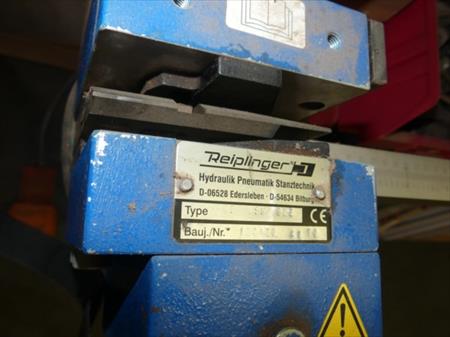 Reiplinger
Hydraulik Pneumatik Stanztechnik
D-06528 Edersleben · D-54634 Bitburg
Type CE
Bauj./Nr.